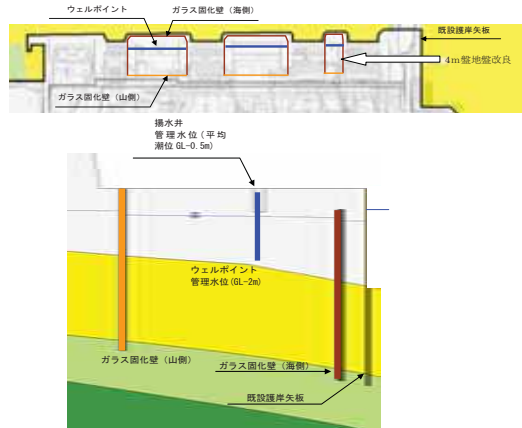 ウェルポイント
ガラス固化壁（海側）
既設護岸矢板
4m盤地盤改良
ガラス固化壁（山側）
揚水井
管理水位（平均
潮位GL-0.5m）
ウェルポイント
管理水位(GL-2m)
ガラス固化壁（山側）
ガラス固化壁（海側）
既設護岸矢板